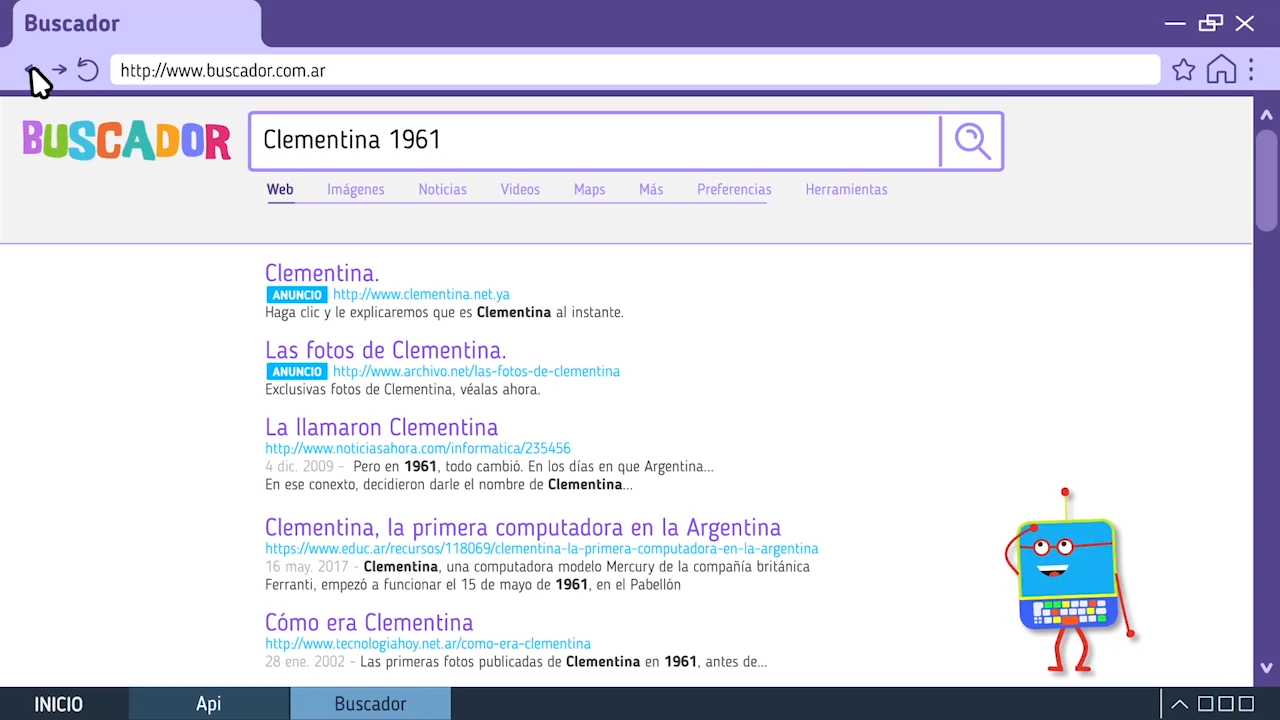 Buscador
http://www.buscador.com.ar
BUSCADOR
Clementina 1961
Web Imágenes Noticias Videos Maps Más Preferencias Herramientas
Clementina.
ANUNCIO http://www.clementina.net.ya
Haga clic y le explicaremos que es Clementina al instante.
Las fotos de Clementina.
ANUNCIO http://www.archivo.net/las-fotos-de-clementina
Exclusivas fotos de Clementina, véalas ahora.
La llamaron Clementina
http://www.noticiasahora.com/informatica/235456
4 dic. 2009 - Pero en 1961, todo cambió. En los días en que Argentina...
En ese conexto, decidieron darle el nombre de Clementina...
Clementina, la primera computadora en la Argentina
https://www.educ.ar/recursos/118069/clementina-la-primera-computadora-en-la-argentina
16 may. 2017 - Clementina, una computadora modelo Mercury de la compañía británica
Ferranti, empezó a funcionar el 15 de mayo de 1961, en el Pabellón
Cómo era Clementina
http://www.tecnologiahoy.net.ar/como-era-clementina
28 ene. 2002 - Las primeras fotos publicadas de Clementina en 1961, antes de...
INICIO Api Buscador